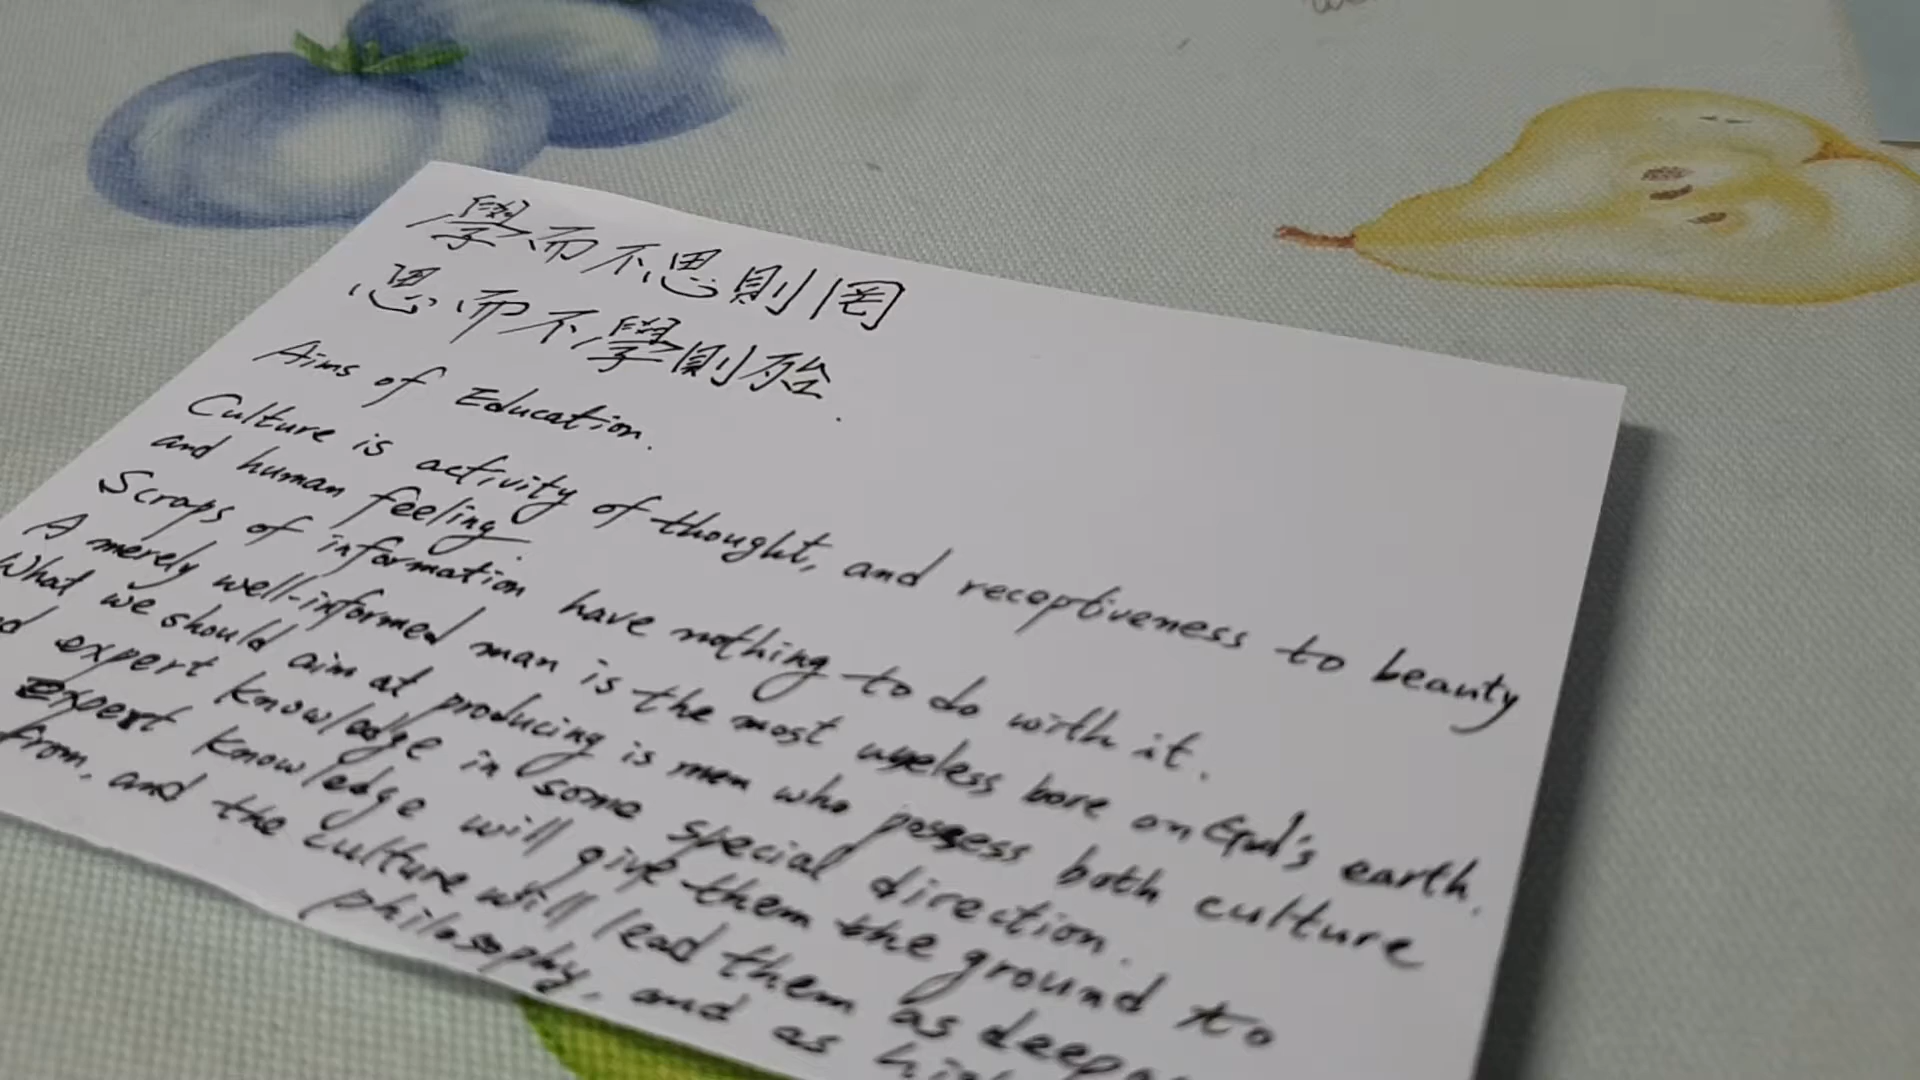 學而不思則罔
思而不學則殆.
Aims of Education.
Culture is activity of thought, and receptiveness to beauty
and human feeling.
Scraps of information have nothing to do with it.
A merely well-informed man is the most useless bore on God's earth.
What we should aim at producing is men who possess both culture
expert knowledge in some special direction.
Expert knowledge will give them the ground to
from, and the culture will lead them as deep
philosophy, and as